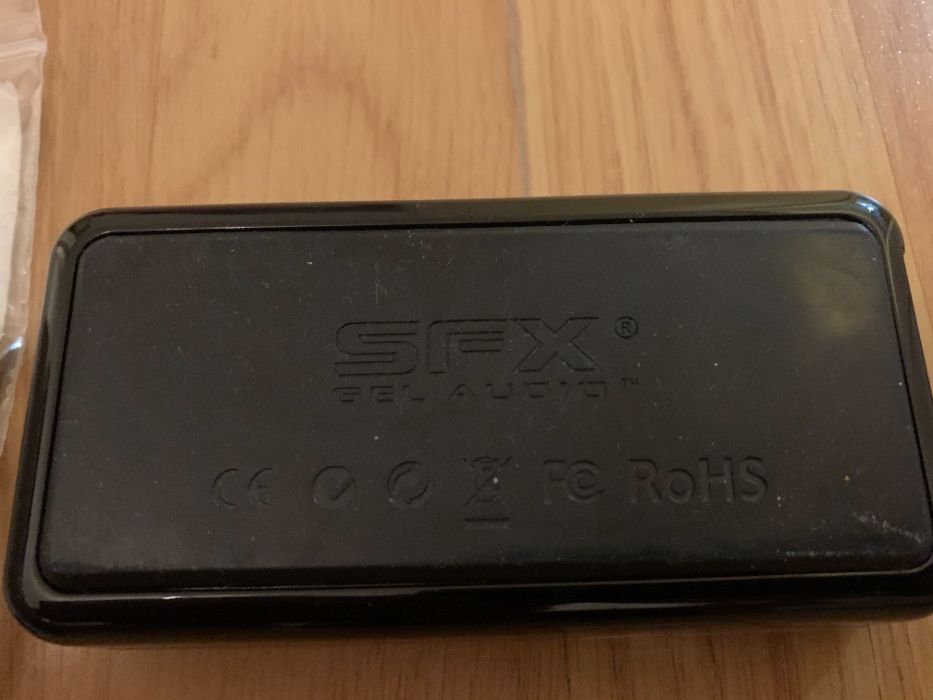 SFX®
GEL AUDIO™
CE FC RoHS